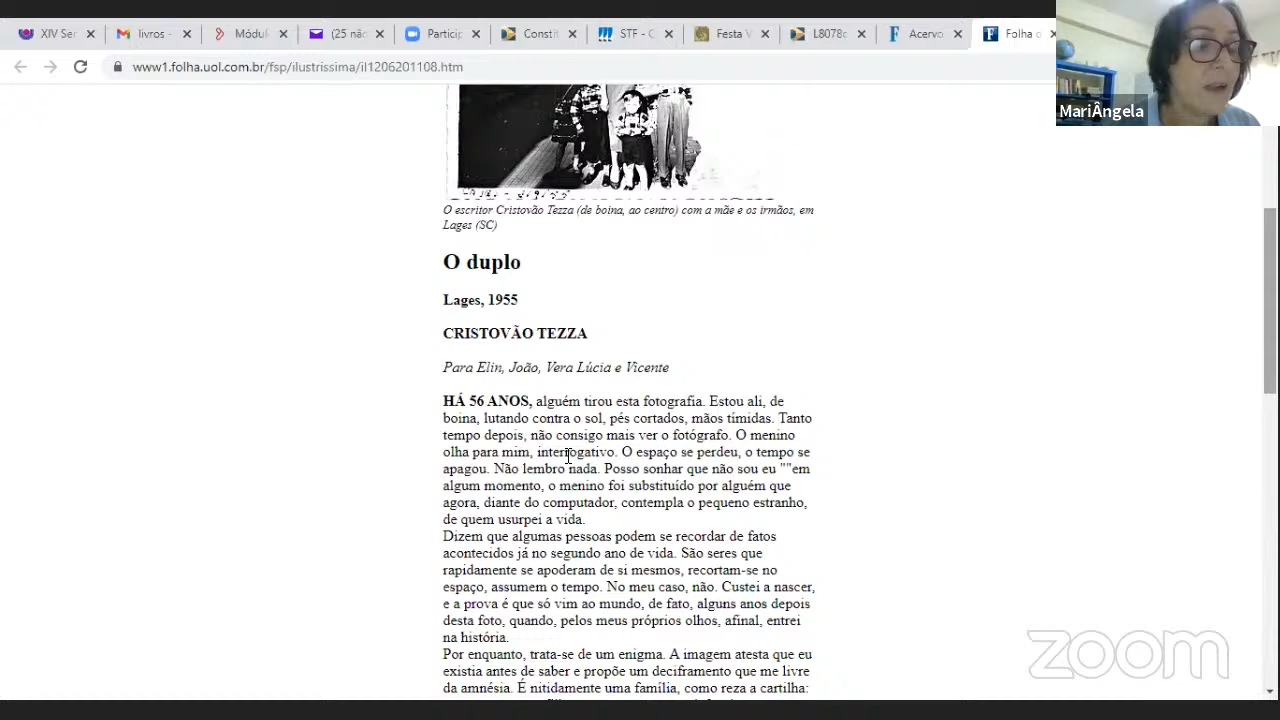 XIV Ser
livros -
Módul
(25 nãc
Particip
Constit
STF - C
Festa V
L8078c
Acervo
Folha o
www1.folha.uol.com.br/fsp/ilustrissima/il1206201108.htm
MariÂngela
O escritor Cristovão Tezza (de boina, ao centro) com a mãe e os irmãos, em
Lages (SC)
O duplo
Lages, 1955
CRISTOVÃO TEZZA
Para Elin, João, Vera Lúcia e Vicente
HÁ 56 ANOS, alguém tirou esta fotografia. Estou ali, de
boina, lutando contra o sol, pés cortados, mãos tímidas. Tanto
tempo depois, não consigo mais ver o fotógrafo. O menino
olha para mim, interrogativo. O espaço se perdeu, o tempo se
apagou. Não lembro nada. Posso sonhar que não sou eu ""em
algum momento, o menino foi substituído por alguém que
agora, diante do computador, contempla o pequeno estranho,
de quem usurpei a vida.
Dizem que algumas pessoas podem se recordar de fatos
acontecidos já no segundo ano de vida. São seres que
rapidamente se apoderam de si mesmos, recortam-se no
espaço, assumem o tempo. No meu caso, não. Custei a nascer,
e a prova é que só vim ao mundo, de fato, alguns anos depois
desta foto, quando, pelos meus próprios olhos, afinal, entrei
na história.
Por enquanto, trata-se de um enigma. A imagem atesta que eu
existia antes de saber e propõe um deciframento que me livre
da amnésia. É nitidamente uma família, como reza a cartilha:
zoom